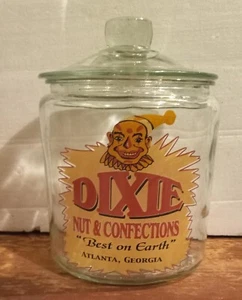 DIXIE
NUT & CONFECTIONS
"Best on Earth"
ATLANTA, GEORGIA